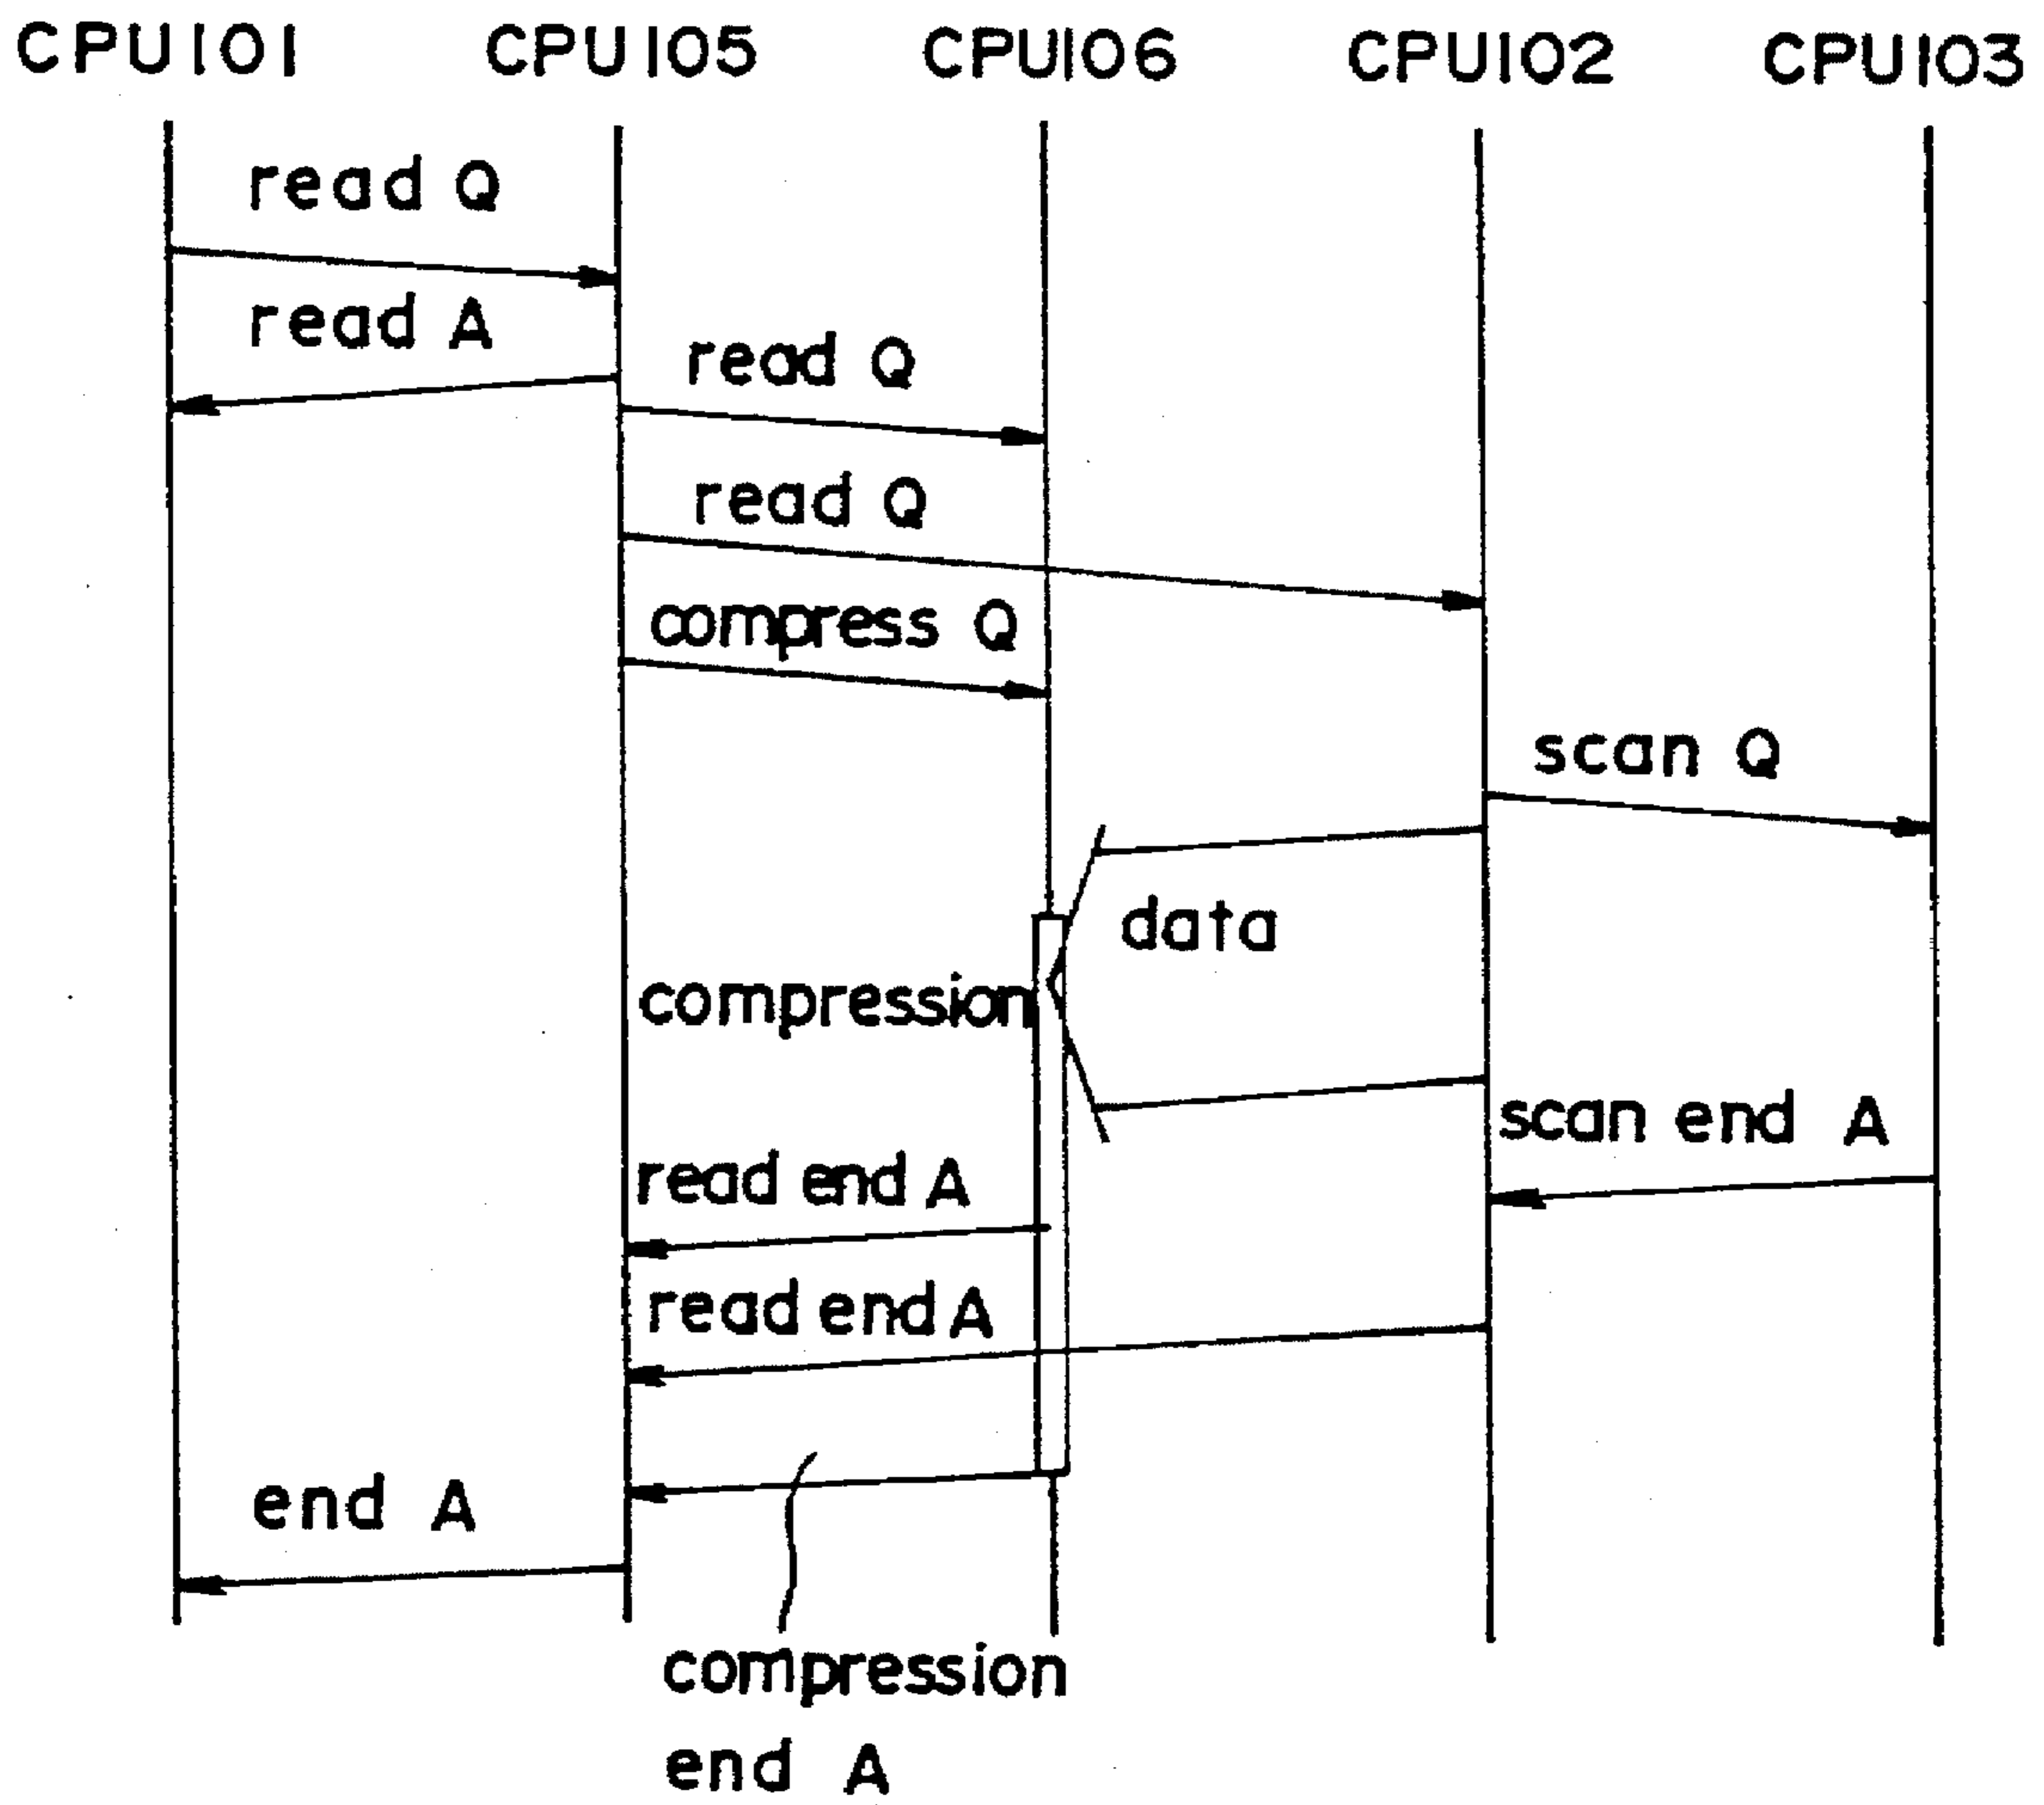 CPU101 CPU105 CPU106 CPU102 CPU103
read Q
read A
read Q
read Q
compress Q
scan Q
data
compression
scan end A
read end A
read end A
end A
compression
end A